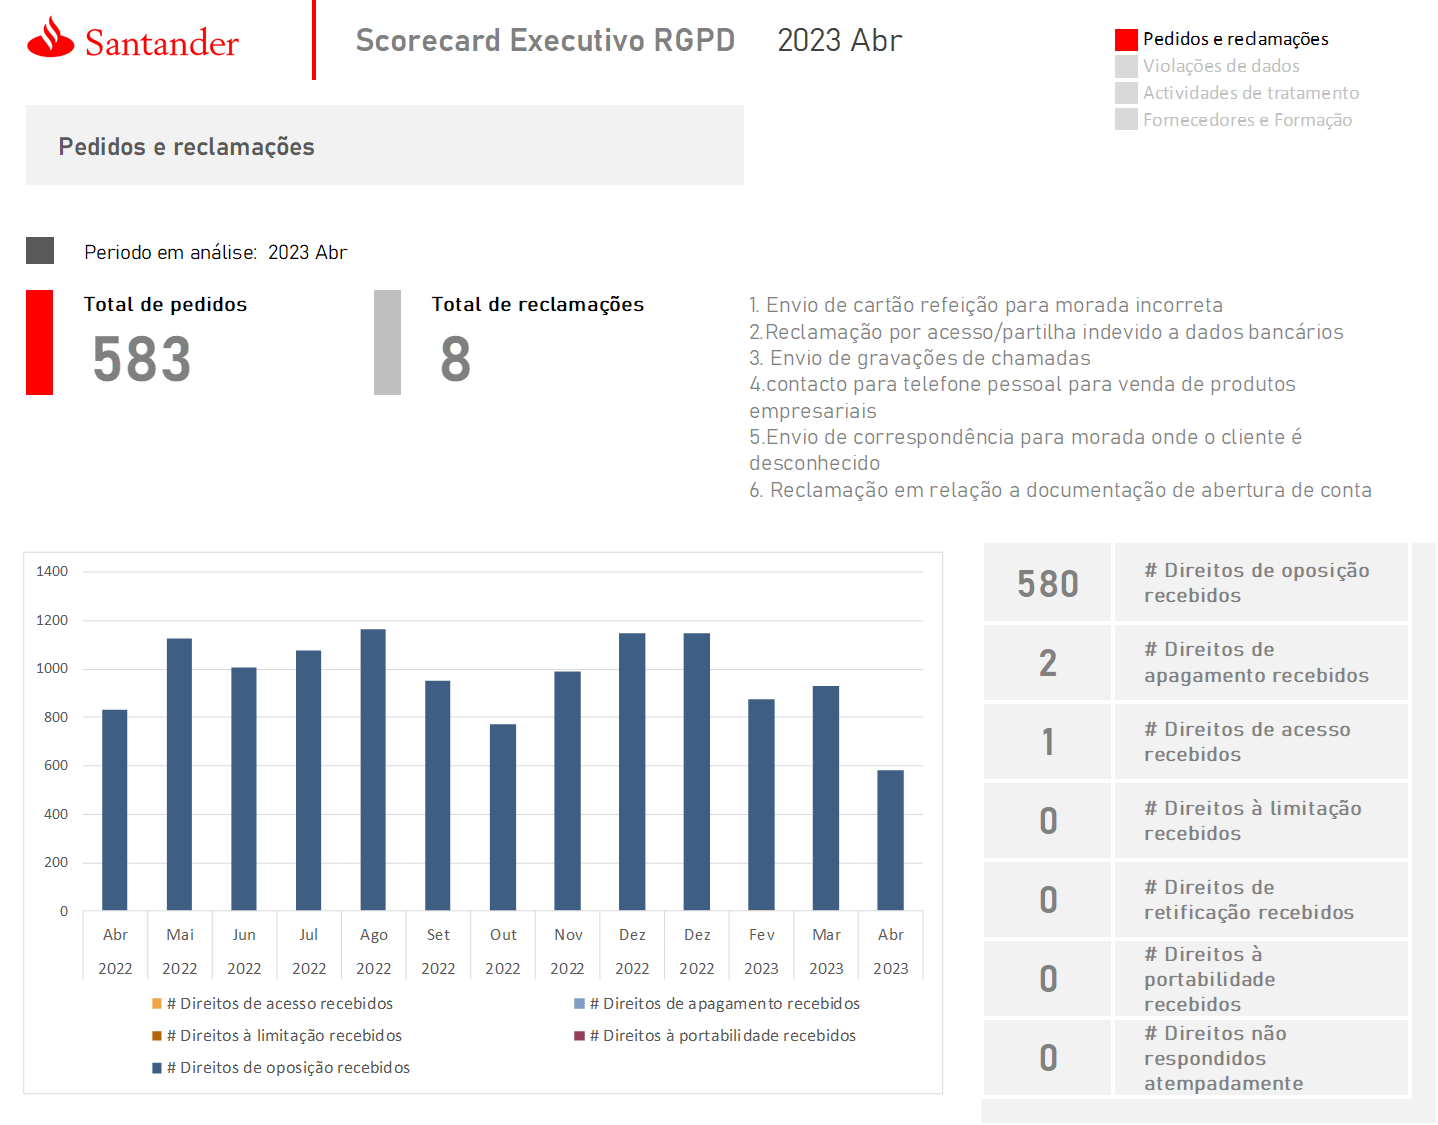 Santander
Scorecard Executivo RGPD 2023 Abr
Pedidos e reclamações
Violações de dados
Actividades de tratamento
Fornecedores e Formação
Pedidos e reclamações
Periodo em análise: 2023 Abr
Total de pedidos
583
Total de reclamações
8
1. Envio de cartão refeição para morada incorreta
2.Reclamação por acesso/partilha indevido a dados bancários
3. Envio de gravações de chamadas
4.contacto para telefone pessoal para venda de produtos
empresariais
5.Envio de correspondência para morada onde o cliente é
desconhecido
6. Reclamação em relação a documentação de abertura de conta
1400
1200
1000
800
600
400
200
0
Abr Mai Jun Jul Ago Set Out Nov Dez Dez Fev Mar Abr
2022 2022 2022 2022 2022 2022 2022 2022 2022 2022 2023 2023 2023
# Direitos de acesso recebidos # Direitos de apagamento recebidos
# Direitos à limitação recebidos # Direitos à portabilidade recebidos
# Direitos de oposição recebidos
580
# Direitos de oposição
recebidos
2
# Direitos de
apagamento recebidos
1
# Direitos de acesso
recebidos
0
# Direitos à limitação
recebidos
0
# Direitos de
retificação recebidos
0
# Direitos à
portabilidade
recebidos
0
# Direitos não
respondidos
atempadamente